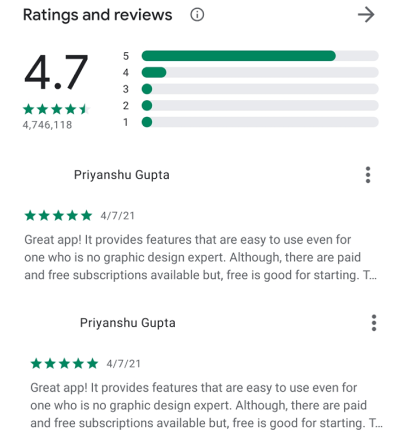 Ratings and reviews
4.7
4,746,118
5
4
3
2
1
Priyanshu Gupta
4/7/21
Great app! It provides features that are easy to use even for
one who is no graphic design expert. Although, there are paid
and free subscriptions available but, free is good for starting. T...
Priyanshu Gupta
4/7/21
Great app! It provides features that are easy to use even for
one who is no graphic design expert. Although, there are paid
and free subscriptions available but, free is good for starting. T...